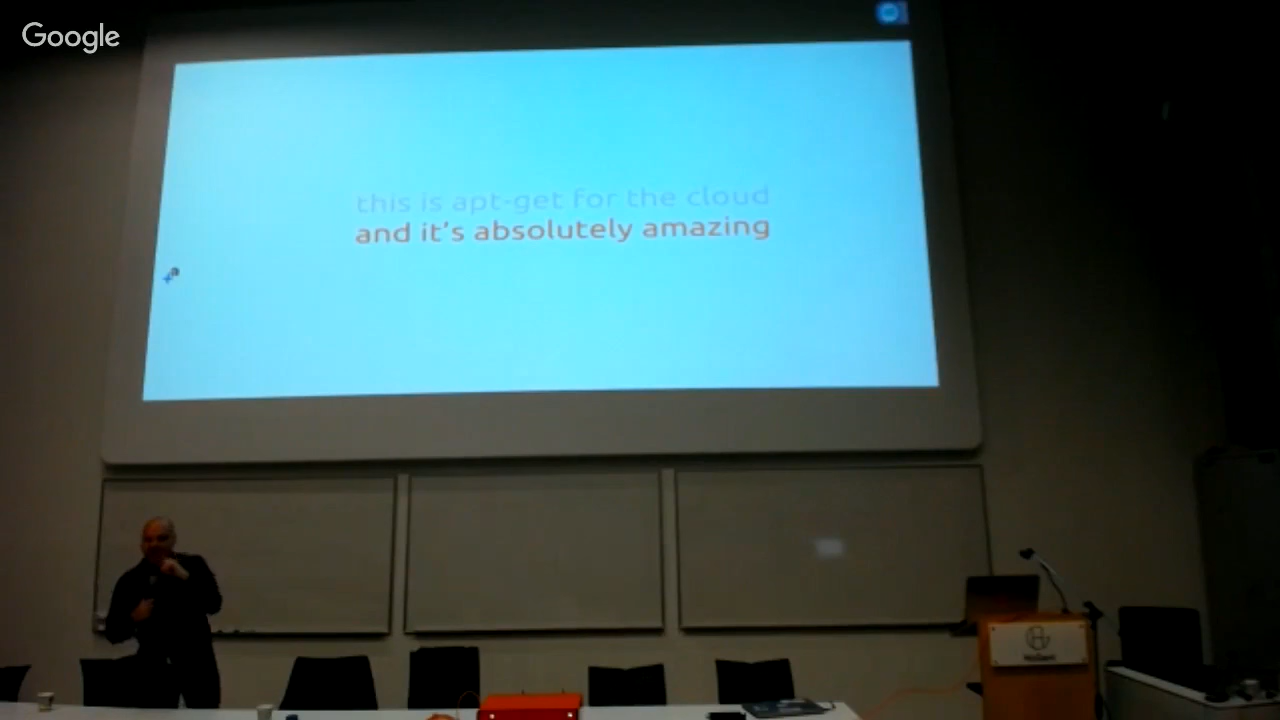 Google
this is apt-get for the cloud
and it's absolutely amazing